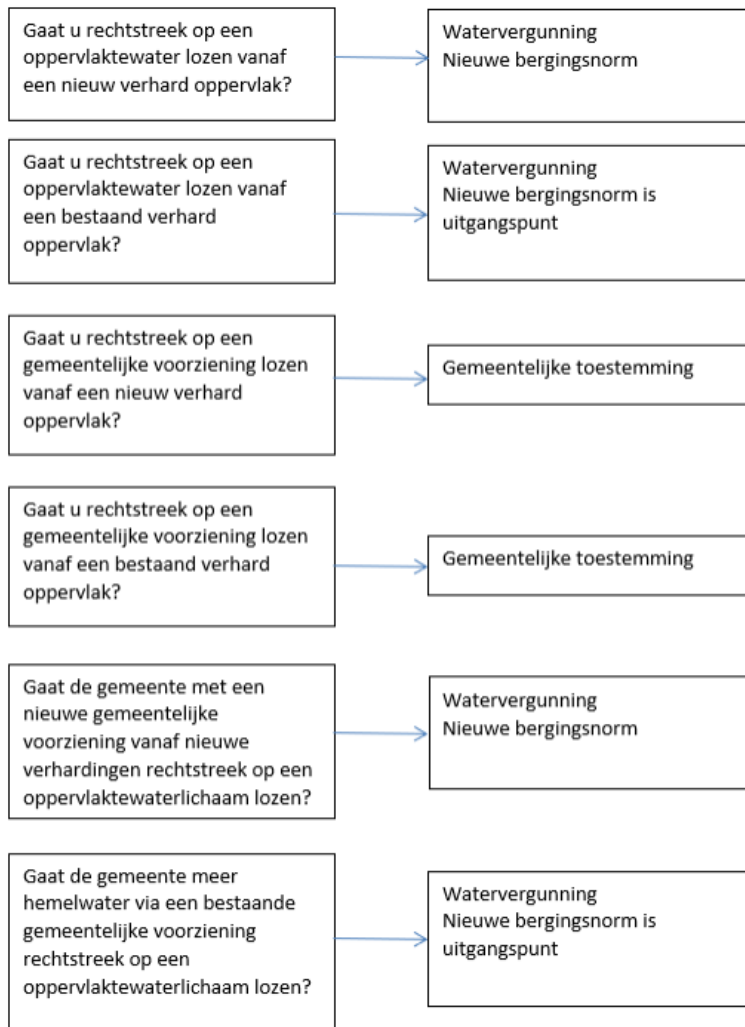 Gaat u rechtstreek op een
oppervlaktewater lozen vanaf
een nieuw verhard oppervlak?
Watervergunning
Nieuwe bergingsnorm
Gaat u rechtstreek op een
oppervlaktewater lozen vanaf
een bestaand verhard
oppervlak?
Watervergunning
Nieuwe bergingsnorm is
uitgangspunt
Gaat u rechtstreek op een
gemeentelijke voorziening lozen
vanaf een nieuw verhard
oppervlak?
Gemeentelijke toestemming
Gaat u rechtstreek op een
gemeentelijke voorziening lozen
vanaf een bestaand verhard
oppervlak?
Gemeentelijke toestemming
Gaat de gemeente met een
nieuwe gemeentelijke
voorziening vanaf nieuwe
verhardingen rechtstreek op een
oppervlaktewaterlichaam lozen?
Watervergunning
Nieuwe bergingsnorm
Gaat de gemeente meer
hemelwater via een bestaande
gemeentelijke voorziening
rechtstreek op een
oppervlaktewaterlichaam lozen?
Watervergunning
Nieuwe bergingsnorm is
uitgangspunt